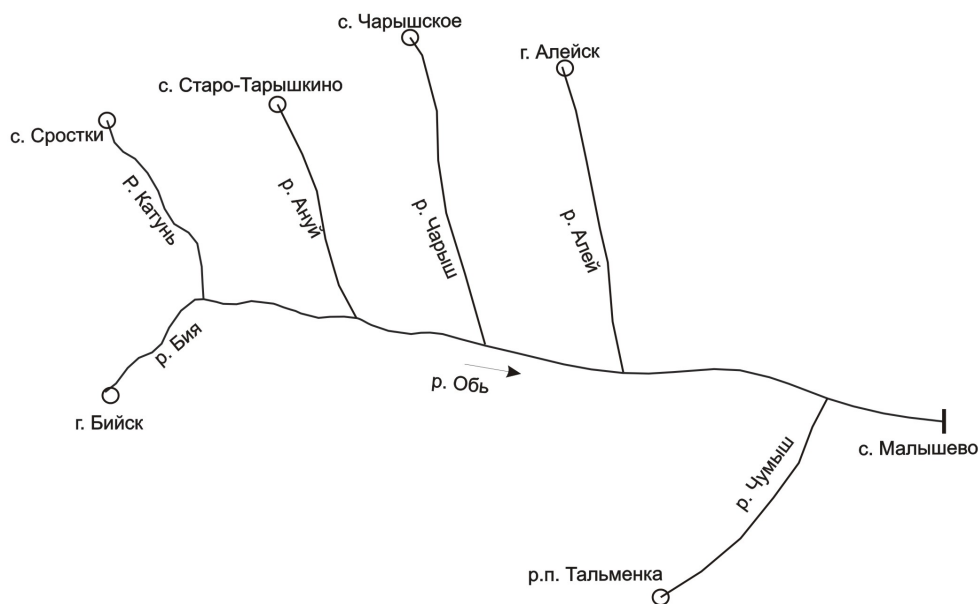 с. Чарышское
г. Алейск
с. Старо-Тарышкино
с. Сростки
Р. Катунь
р. Ануй
р. Чарыш
р. Алей
р. Бия
р. Обь
г. Бийск
с. Малышево
р. Чумыш
р.п. Тальменка